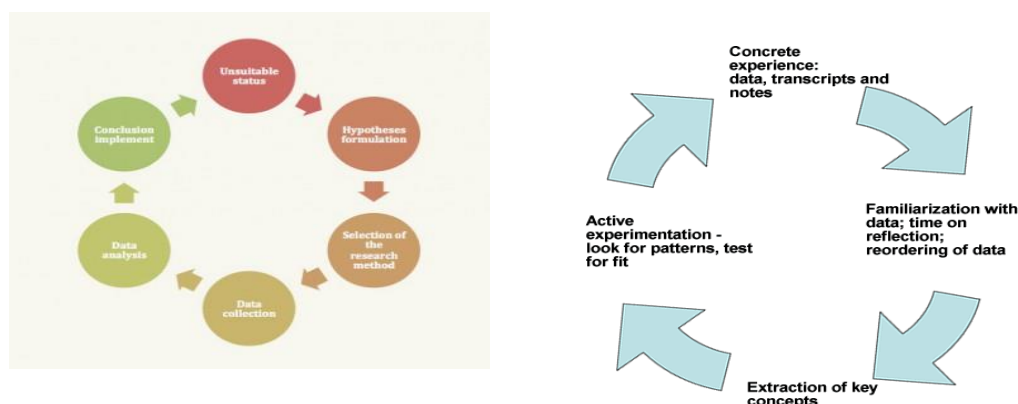 Unsuitable
status
Hypotheses
formulation
Selection of
the
research
method
Data
collection
Data
analysis
Conclusion
implement
Concrete
experience:
data, transcripts and
notes
Familiarization with
data; time on
reflection;
reordering of data
Extraction of key
concepts
Active
experimentation -
look for patterns, test
for fit